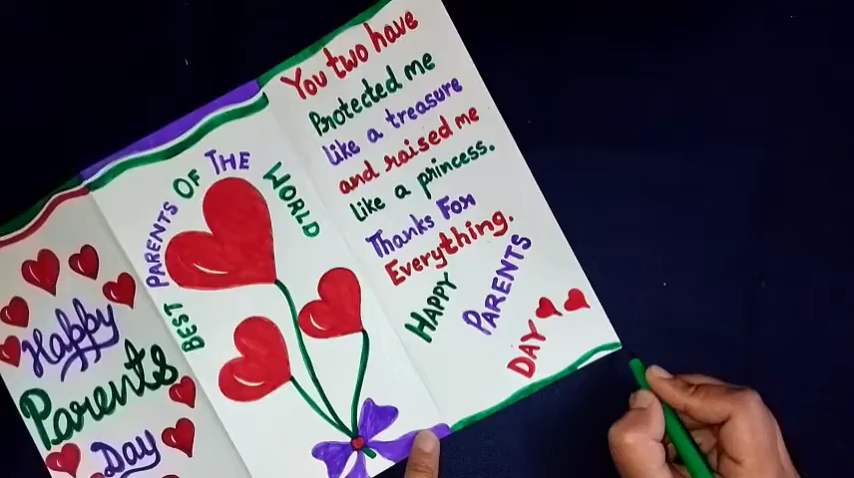 Happy
Parents
Day
BEST PARENTS OF THE WORLD
You two have
Protected me
like a treasure
and raised me
like a princess.
Thanks For
Everything.
HAPPY
PARENTS
DAY